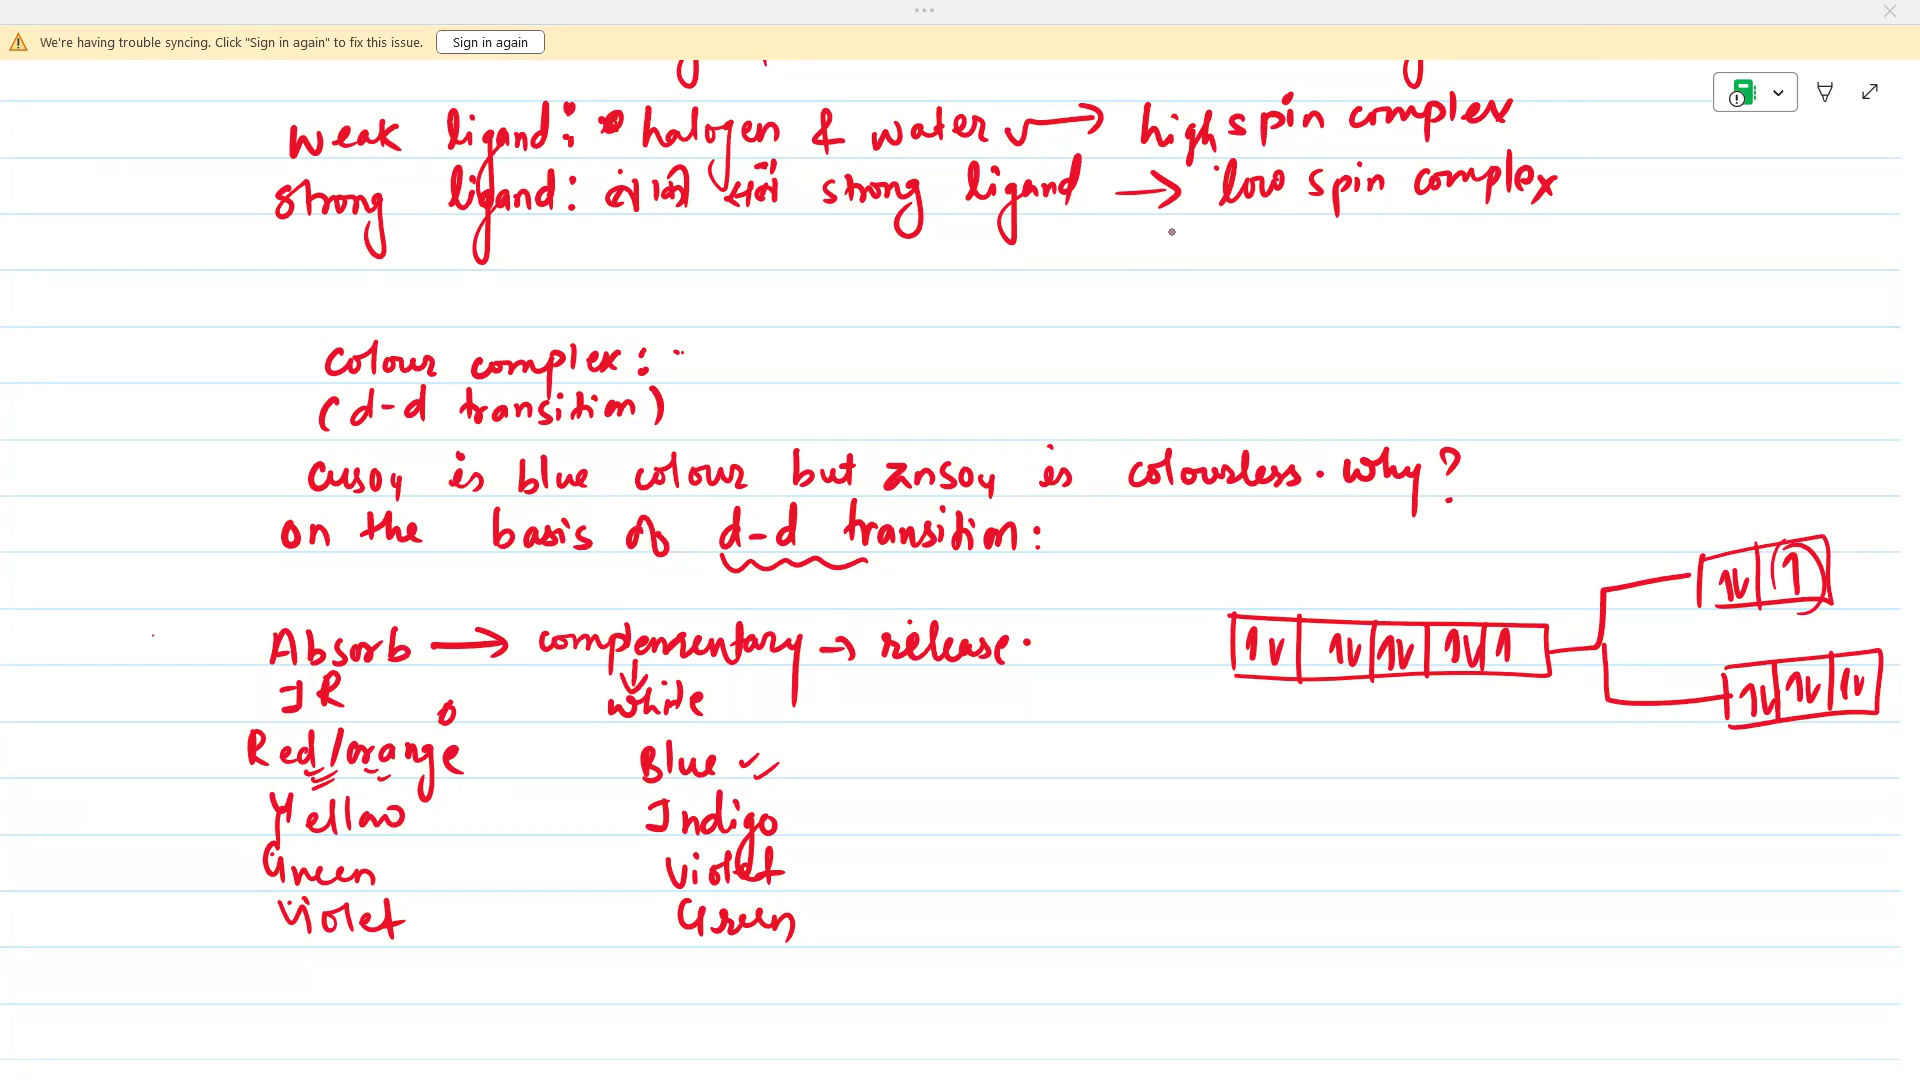 We're having trouble syncing. Click "Sign in again" to fix this issue. Sign in again
weak ligand: halogen & water → high spin complex
strong ligand: बाकी सभी strong ligand → low spin complex
colour complex:
(d-d transition)
cuso4 is blue colour but znso4 is colourless. why?
on the basis of d-d transition:
Absorb → complementary → release.
IR white
Red/orange Blue
Yellow Indigo
Green Violet
Violet Green